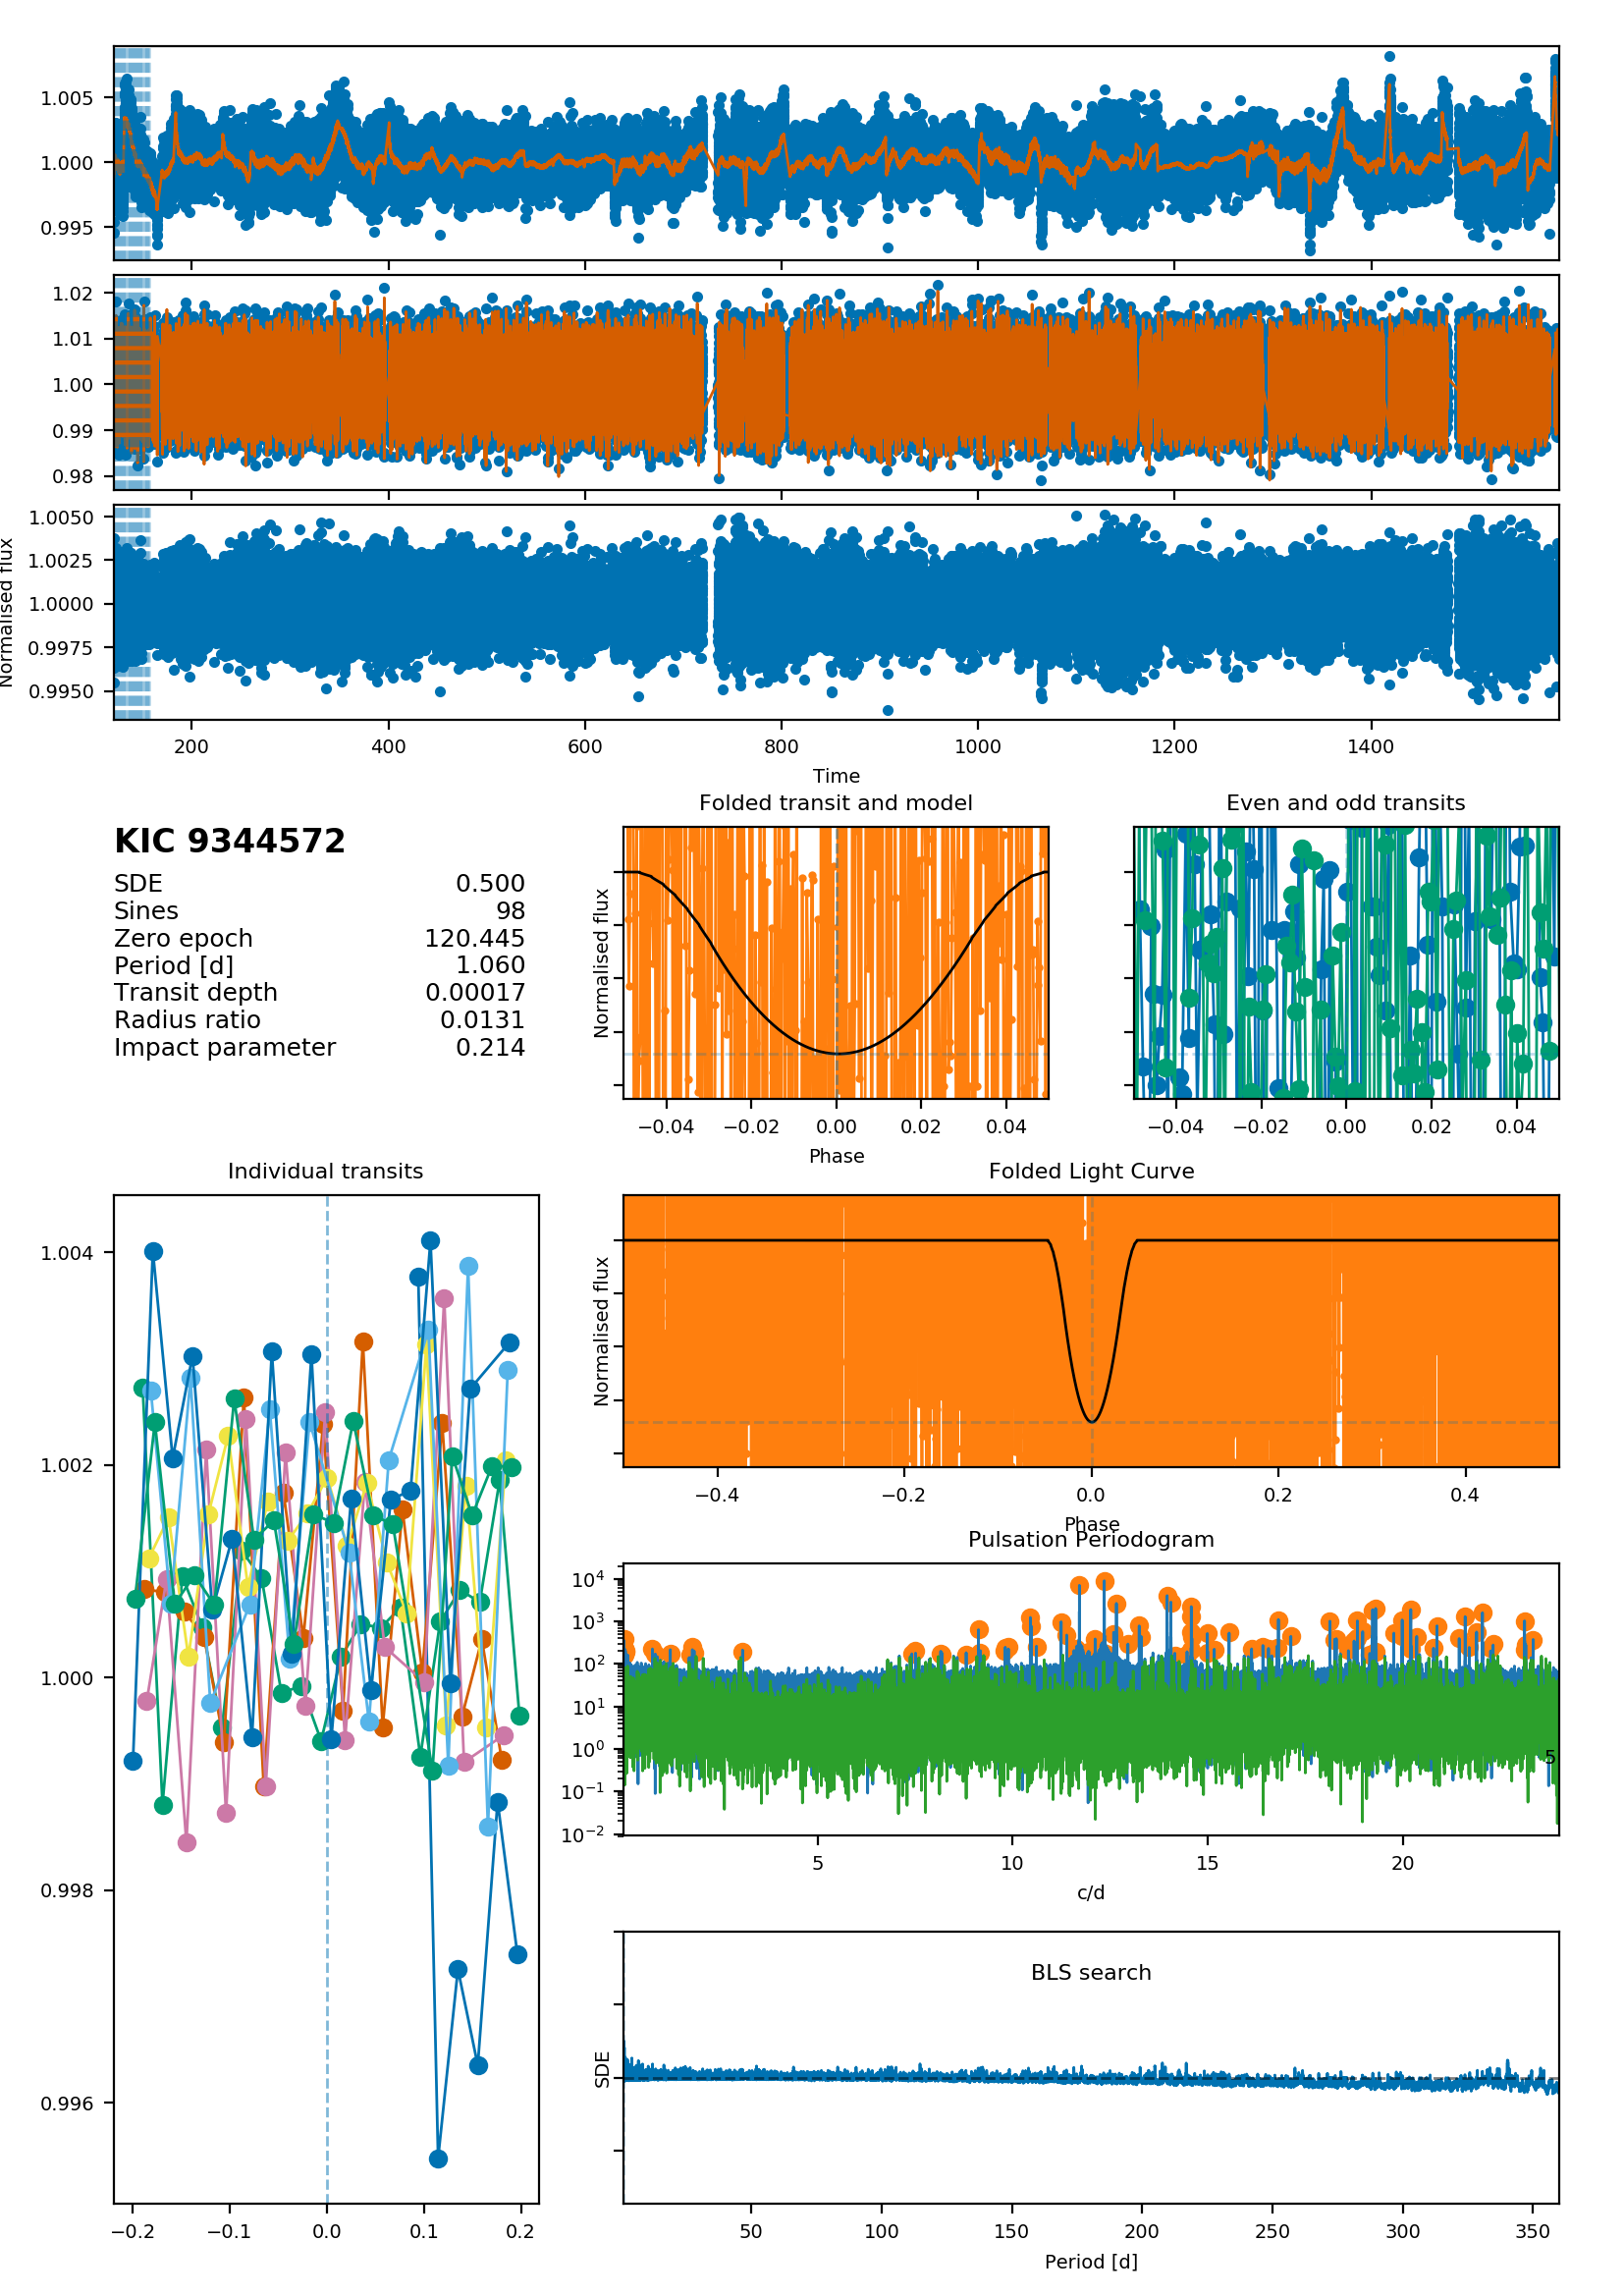 1.005
1.000
0.995
1.02
1.01
1.00
0.99
0.98
1.0050
1.0025
1.0000
0.9975
0.9950
Normalised flux
200 400 600 800 1000 1200 1400
Time
KIC 9344572
SDE 0.500
Sines 98
Zero epoch 120.445
Period [d] 1.060
Transit depth 0.00017
Radius ratio 0.0131
Impact parameter 0.214
Folded transit and model
Normalised flux
−0.04 −0.02 0.00 0.02 0.04
Phase
Even and odd transits
−0.04 −0.02 0.00 0.02 0.04
Individual transits
1.004
1.002
1.000
0.998
0.996
−0.2 −0.1 0.0 0.1 0.2
Folded Light Curve
Normalised flux
−0.4 −0.2 0.0 0.2 0.4
Phase
Pulsation Periodogram
10⁴
10³
10²
10¹
10⁰
10⁻¹
10⁻²
5
5 10 15 20
c/d
BLS search
SDE
50 100 150 200 250 300 350
Period [d]